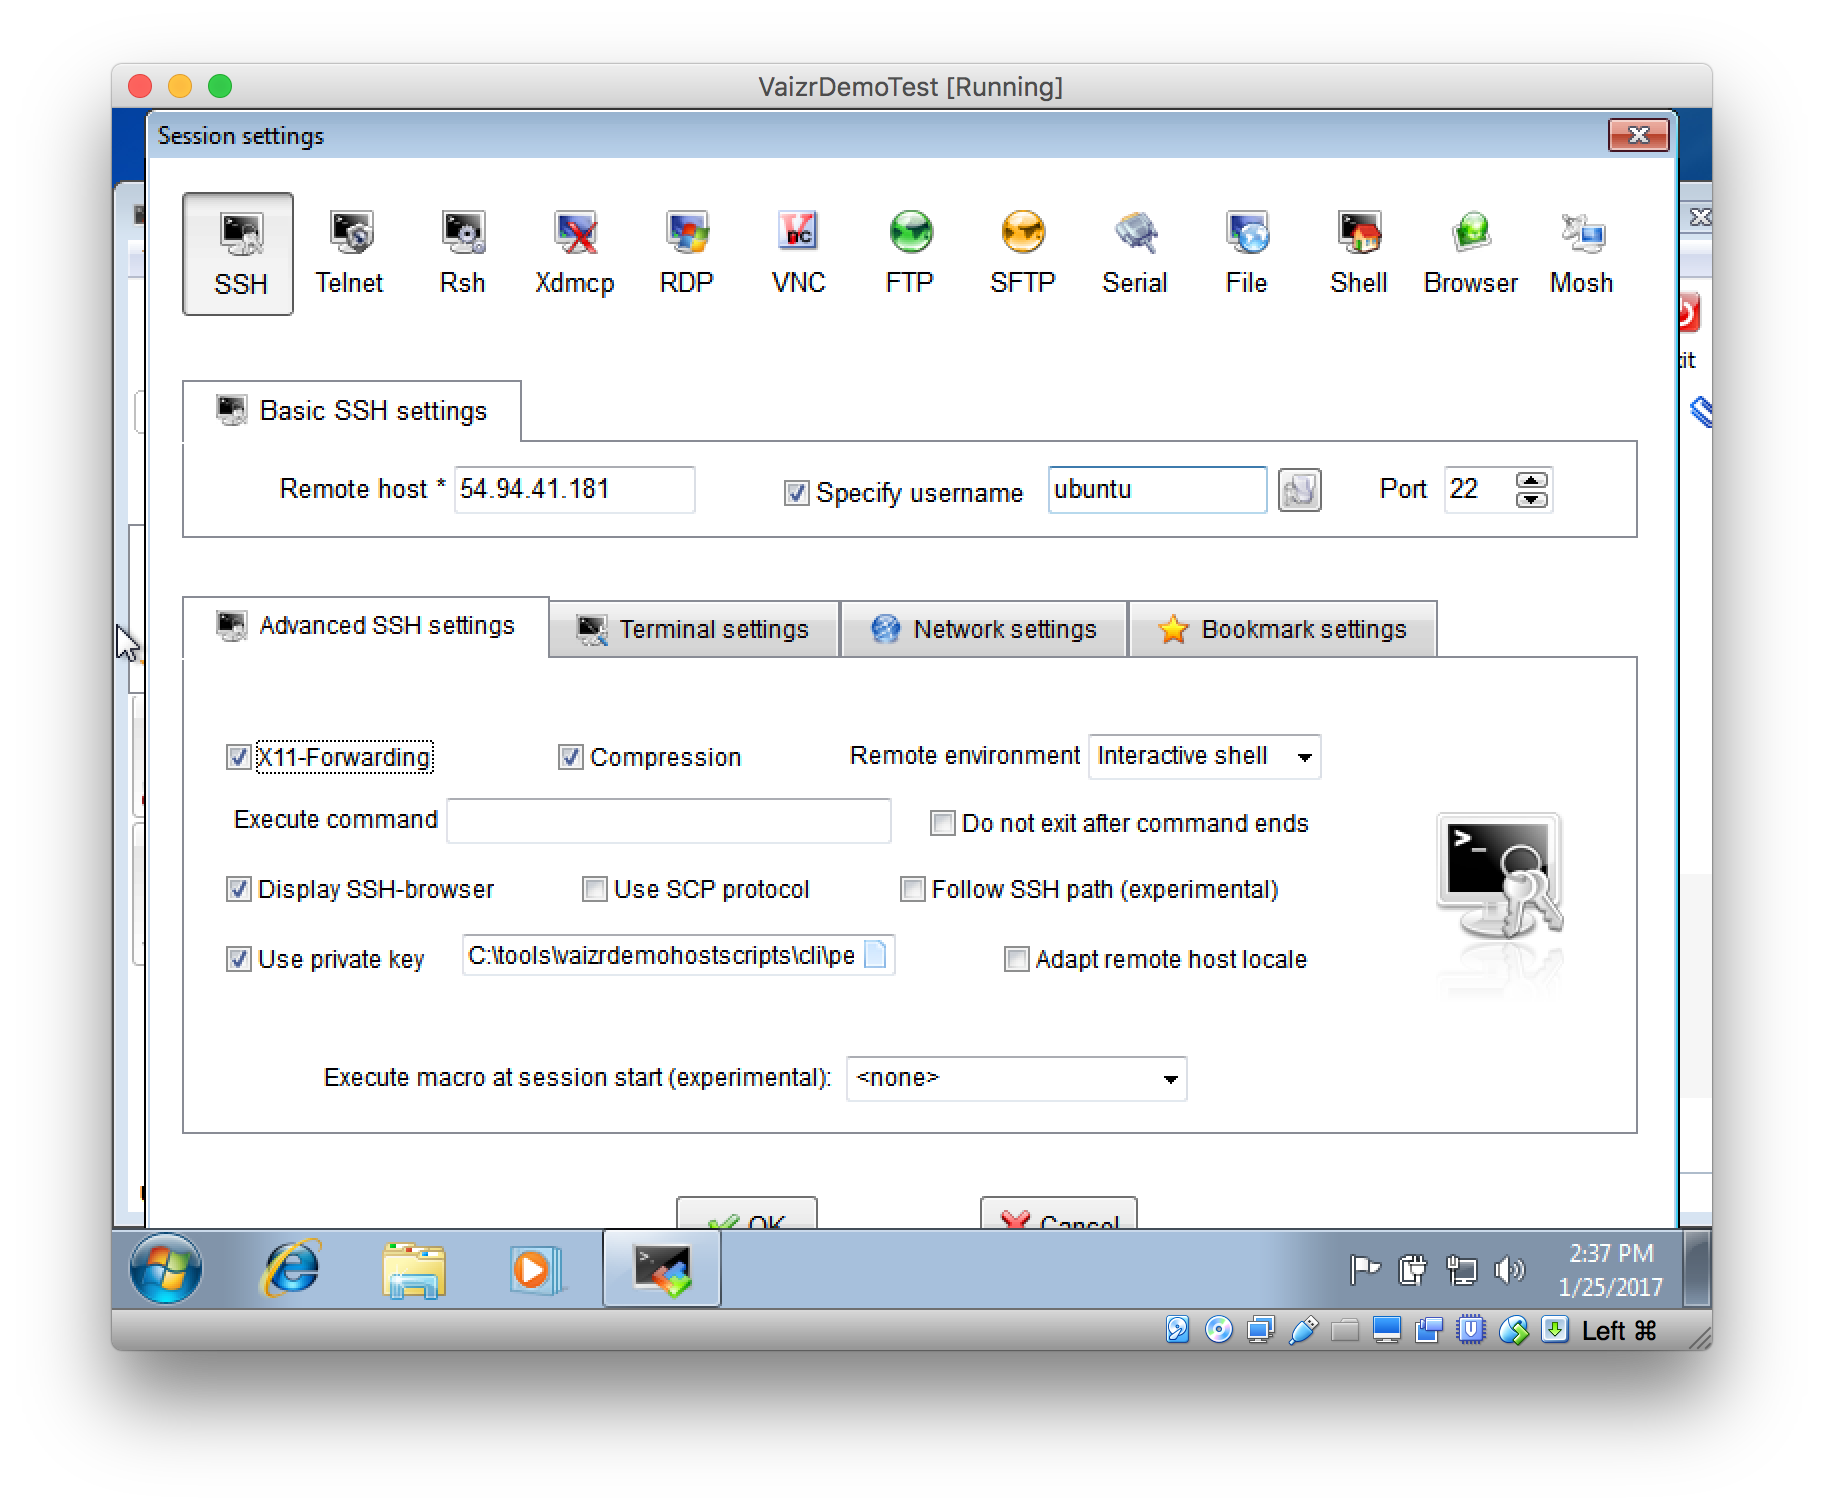 VaizrDemoTest [Running]
Session settings
SSH Telnet Rsh Xdmcp RDP VNC FTP SFTP Serial File Shell Browser Mosh
Basic SSH settings
Remote host * 54.94.41.181 Specify username ubuntu Port 22
Advanced SSH settings Terminal settings Network settings Bookmark settings
X11-Forwarding Compression Remote environment Interactive shell
Execute command Do not exit after command ends
Display SSH-browser Use SCP protocol Follow SSH path (experimental)
Use private key C:\tools\vaizrdemohostscripts\cli\pe Adapt remote host locale
Execute macro at session start (experimental): <none>
OK Cancel
2:37 PM
1/25/2017
Left ⌘